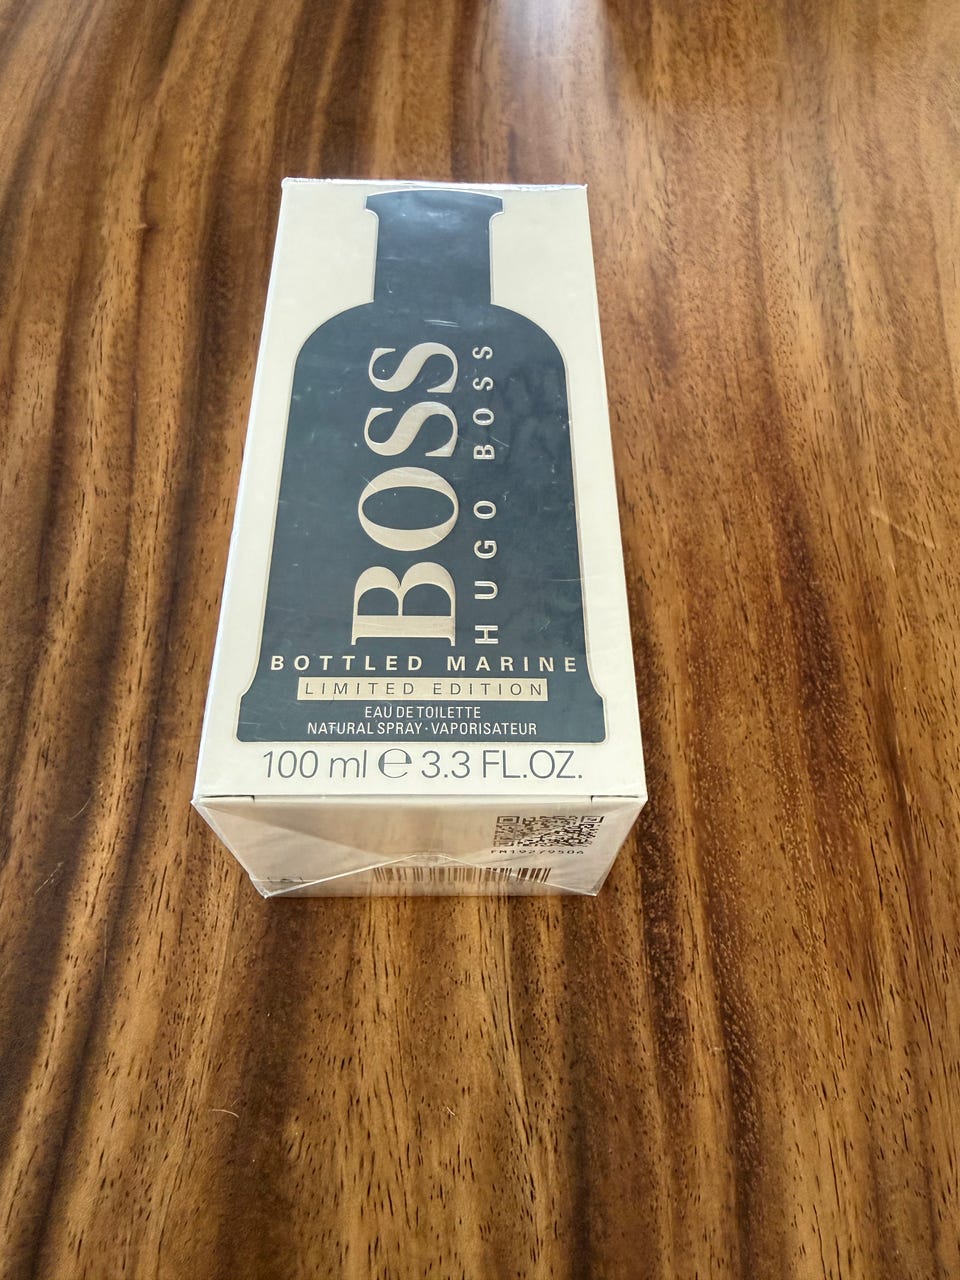 BOSS
HUGO BOSS
BOTTLED MARINE
LIMITED EDITION
EAU DE TOILETTE
NATURAL SPRAY · VAPORISATEUR
100 ml ℮ 3.3 FL.OZ.